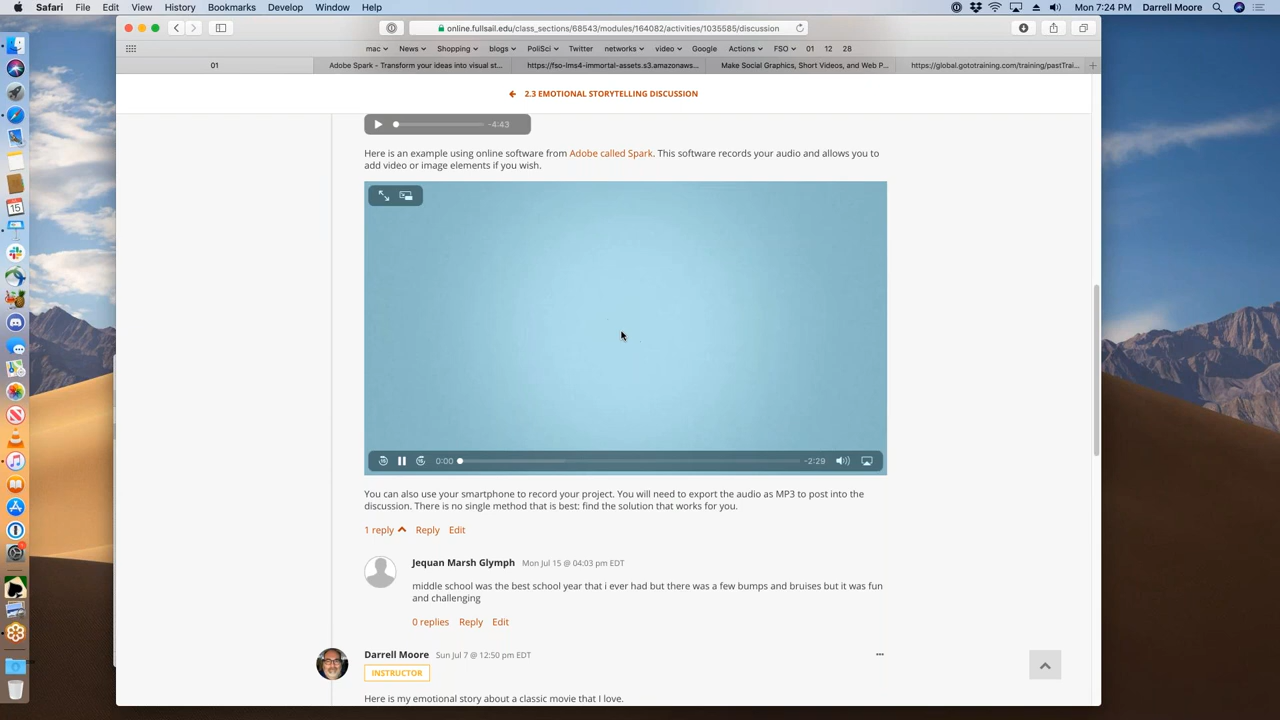 Safari File Edit View History Bookmarks Develop Window Help Mon 7:24 PM Darrell Moore
online.fullsail.edu/class_sections/68543/modules/164082/activities/1035585/discussion
mac News Shopping blogs PoliSci Twitter networks video Google Actions FSO 01 12 28
01 Adobe Spark - Transform your ideas into visual st... https://fso-lms4-immortal-assets.s3.amazonaws... Make Social Graphics, Short Videos, and Web P... https://global.gototraining.com/training/pastTrai...
2.3 EMOTIONAL STORYTELLING DISCUSSION
-4:43
Here is an example using online software from Adobe called Spark. This software records your audio and allows you to
add video or image elements if you wish.
0:00 -2:29
You can also use your smartphone to record your project. You will need to export the audio as MP3 to post into the
discussion. There is no single method that is best: find the solution that works for you.
1 reply Reply Edit
Jequan Marsh Glymph Mon Jul 15 @ 04:03 pm EDT
middle school was the best school year that i ever had but there was a few bumps and bruises but it was fun
and challenging
0 replies Reply Edit
Darrell Moore Sun Jul 7 @ 12:50 pm EDT
INSTRUCTOR
Here is my emotional story about a classic movie that I love.
15